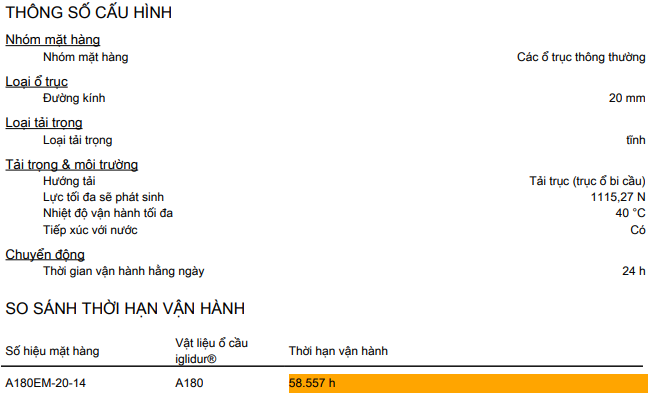 THÔNG SỐ CẤU HÌNH
Nhóm mặt hàng
Nhóm mặt hàng Các ổ trục thông thường
Loại ổ trục
Đường kính 20 mm
Loại tải trọng
Loại tải trọng tĩnh
Tải trọng & môi trường
Hướng tải Tải trục (trục ổ bi cầu)
Lực tối đa sẽ phát sinh 1115,27 N
Nhiệt độ vận hành tối đa 40 °C
Tiếp xúc với nước Có
Chuyển động
Thời gian vận hành hằng ngày 24 h
SO SÁNH THỜI HẠN VẬN HÀNH
Số hiệu mặt hàng Vật liệu ổ cầu iglidur® Thời hạn vận hành
A180EM-20-14 A180 58.557 h